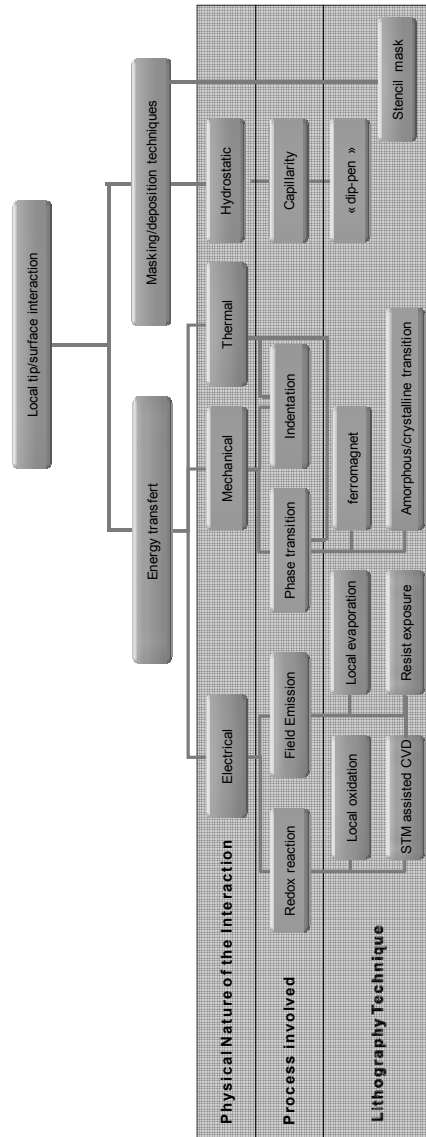 Local tip/surface interaction
Energy transfert
Masking/deposition techniques
Physical Nature of the Interaction
Electrical
Mechanical
Thermal
Hydrostatic
Process involved
Redox reaction
Field Emission
Phase transition
Indentation
Capillarity
Lithography Technique
Local oxidation
Local evaporation
ferromagnet
« dip-pen »
STM assisted CVD
Resist exposure
Amorphous/crystalline transition
Stencil mask